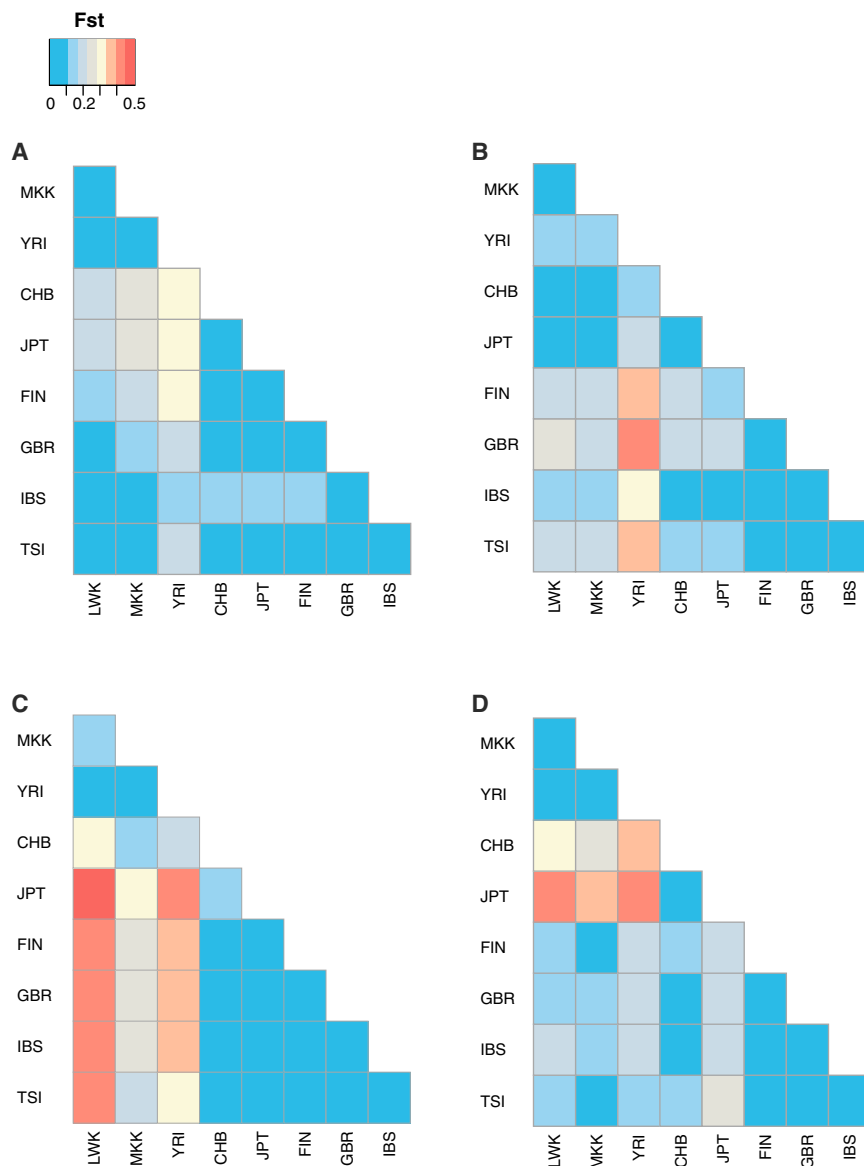 Fst
0 0.2 0.5
A
MKK
YRI
CHB
JPT
FIN
GBR
IBS
TSI
LWK MKK YRI CHB JPT FIN GBR IBS
B
MKK
YRI
CHB
JPT
FIN
GBR
IBS
TSI
LWK MKK YRI CHB JPT FIN GBR IBS
C
MKK
YRI
CHB
JPT
FIN
GBR
IBS
TSI
LWK MKK YRI CHB JPT FIN GBR IBS
D
MKK
YRI
CHB
JPT
FIN
GBR
IBS
TSI
LWK MKK YRI CHB JPT FIN GBR IBS